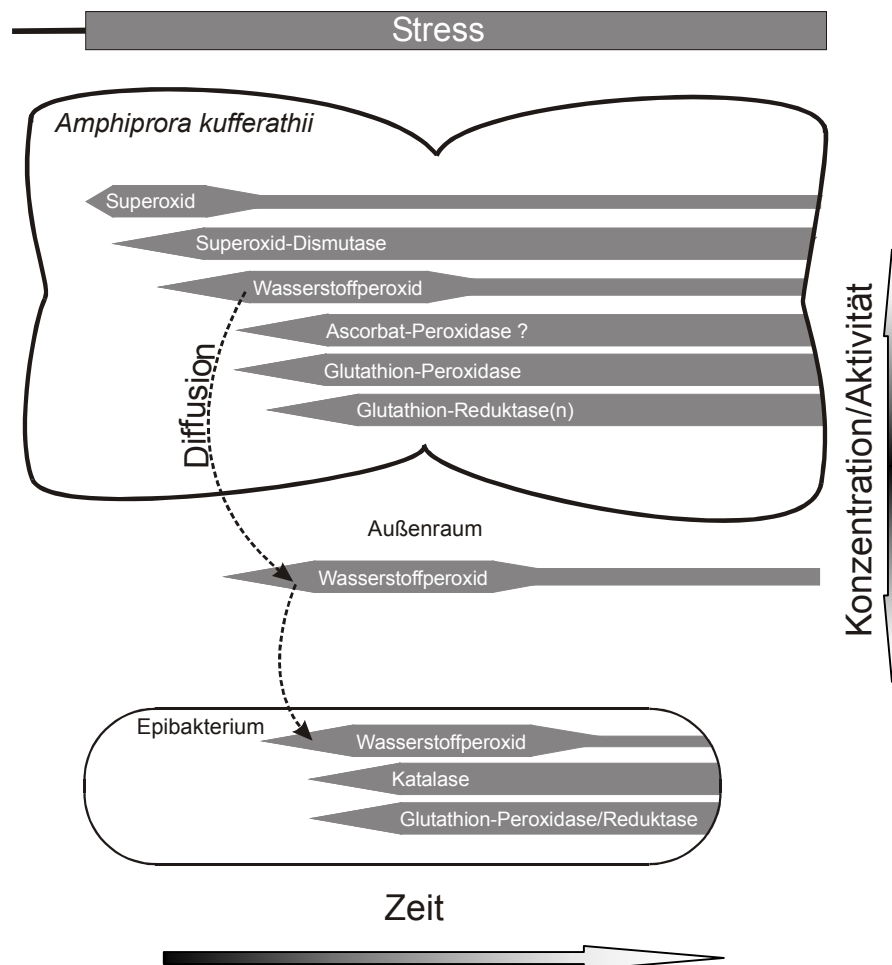 Stress
Amphiprora kufferathii
Superoxid
Superoxid-Dismutase
Wasserstoffperoxid
Ascorbat-Peroxidase ?
Glutathion-Peroxidase
Glutathion-Reduktase(n)
Diffusion
Außenraum
Wasserstoffperoxid
Konzentration/Aktivität
Epibakterium
Wasserstoffperoxid
Katalase
Glutathion-Peroxidase/Reduktase
Zeit